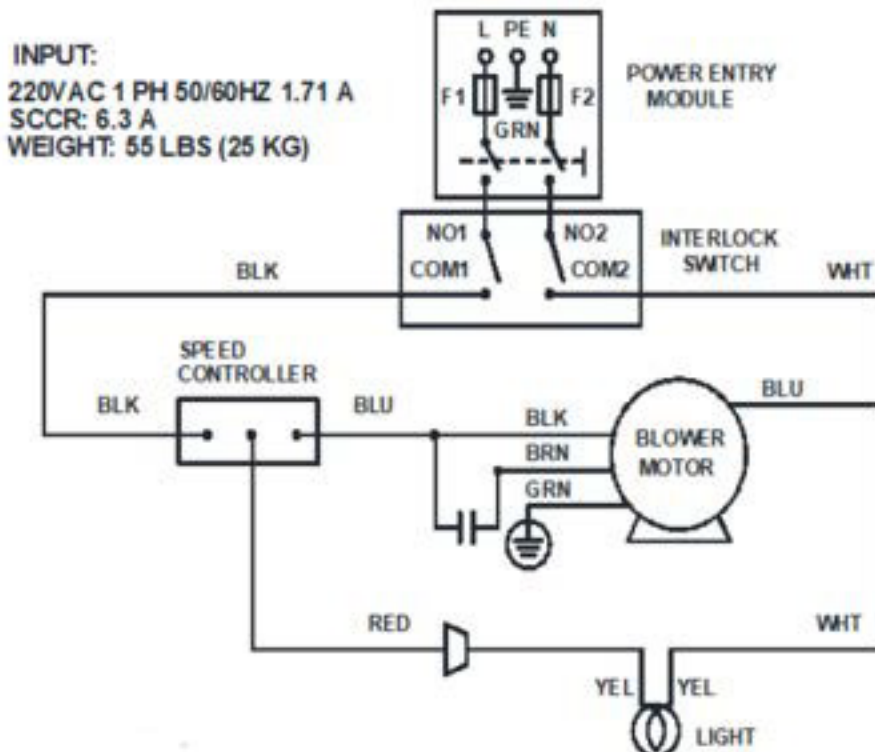 INPUT:
220VAC 1 PH 50/60HZ 1.71 A
SCCR: 6.3 A
WEIGHT: 55 LBS (25 KG)
L PE N
F1 F2
GRN
POWER ENTRY
MODULE
NO1 NO2
COM1 COM2
INTERLOCK
SWITCH
BLK
WHT
SPEED
CONTROLLER
BLK
BLU
BLK
BRN
GRN
BLOWER
MOTOR
BLU
RED
WHT
YEL YEL
LIGHT